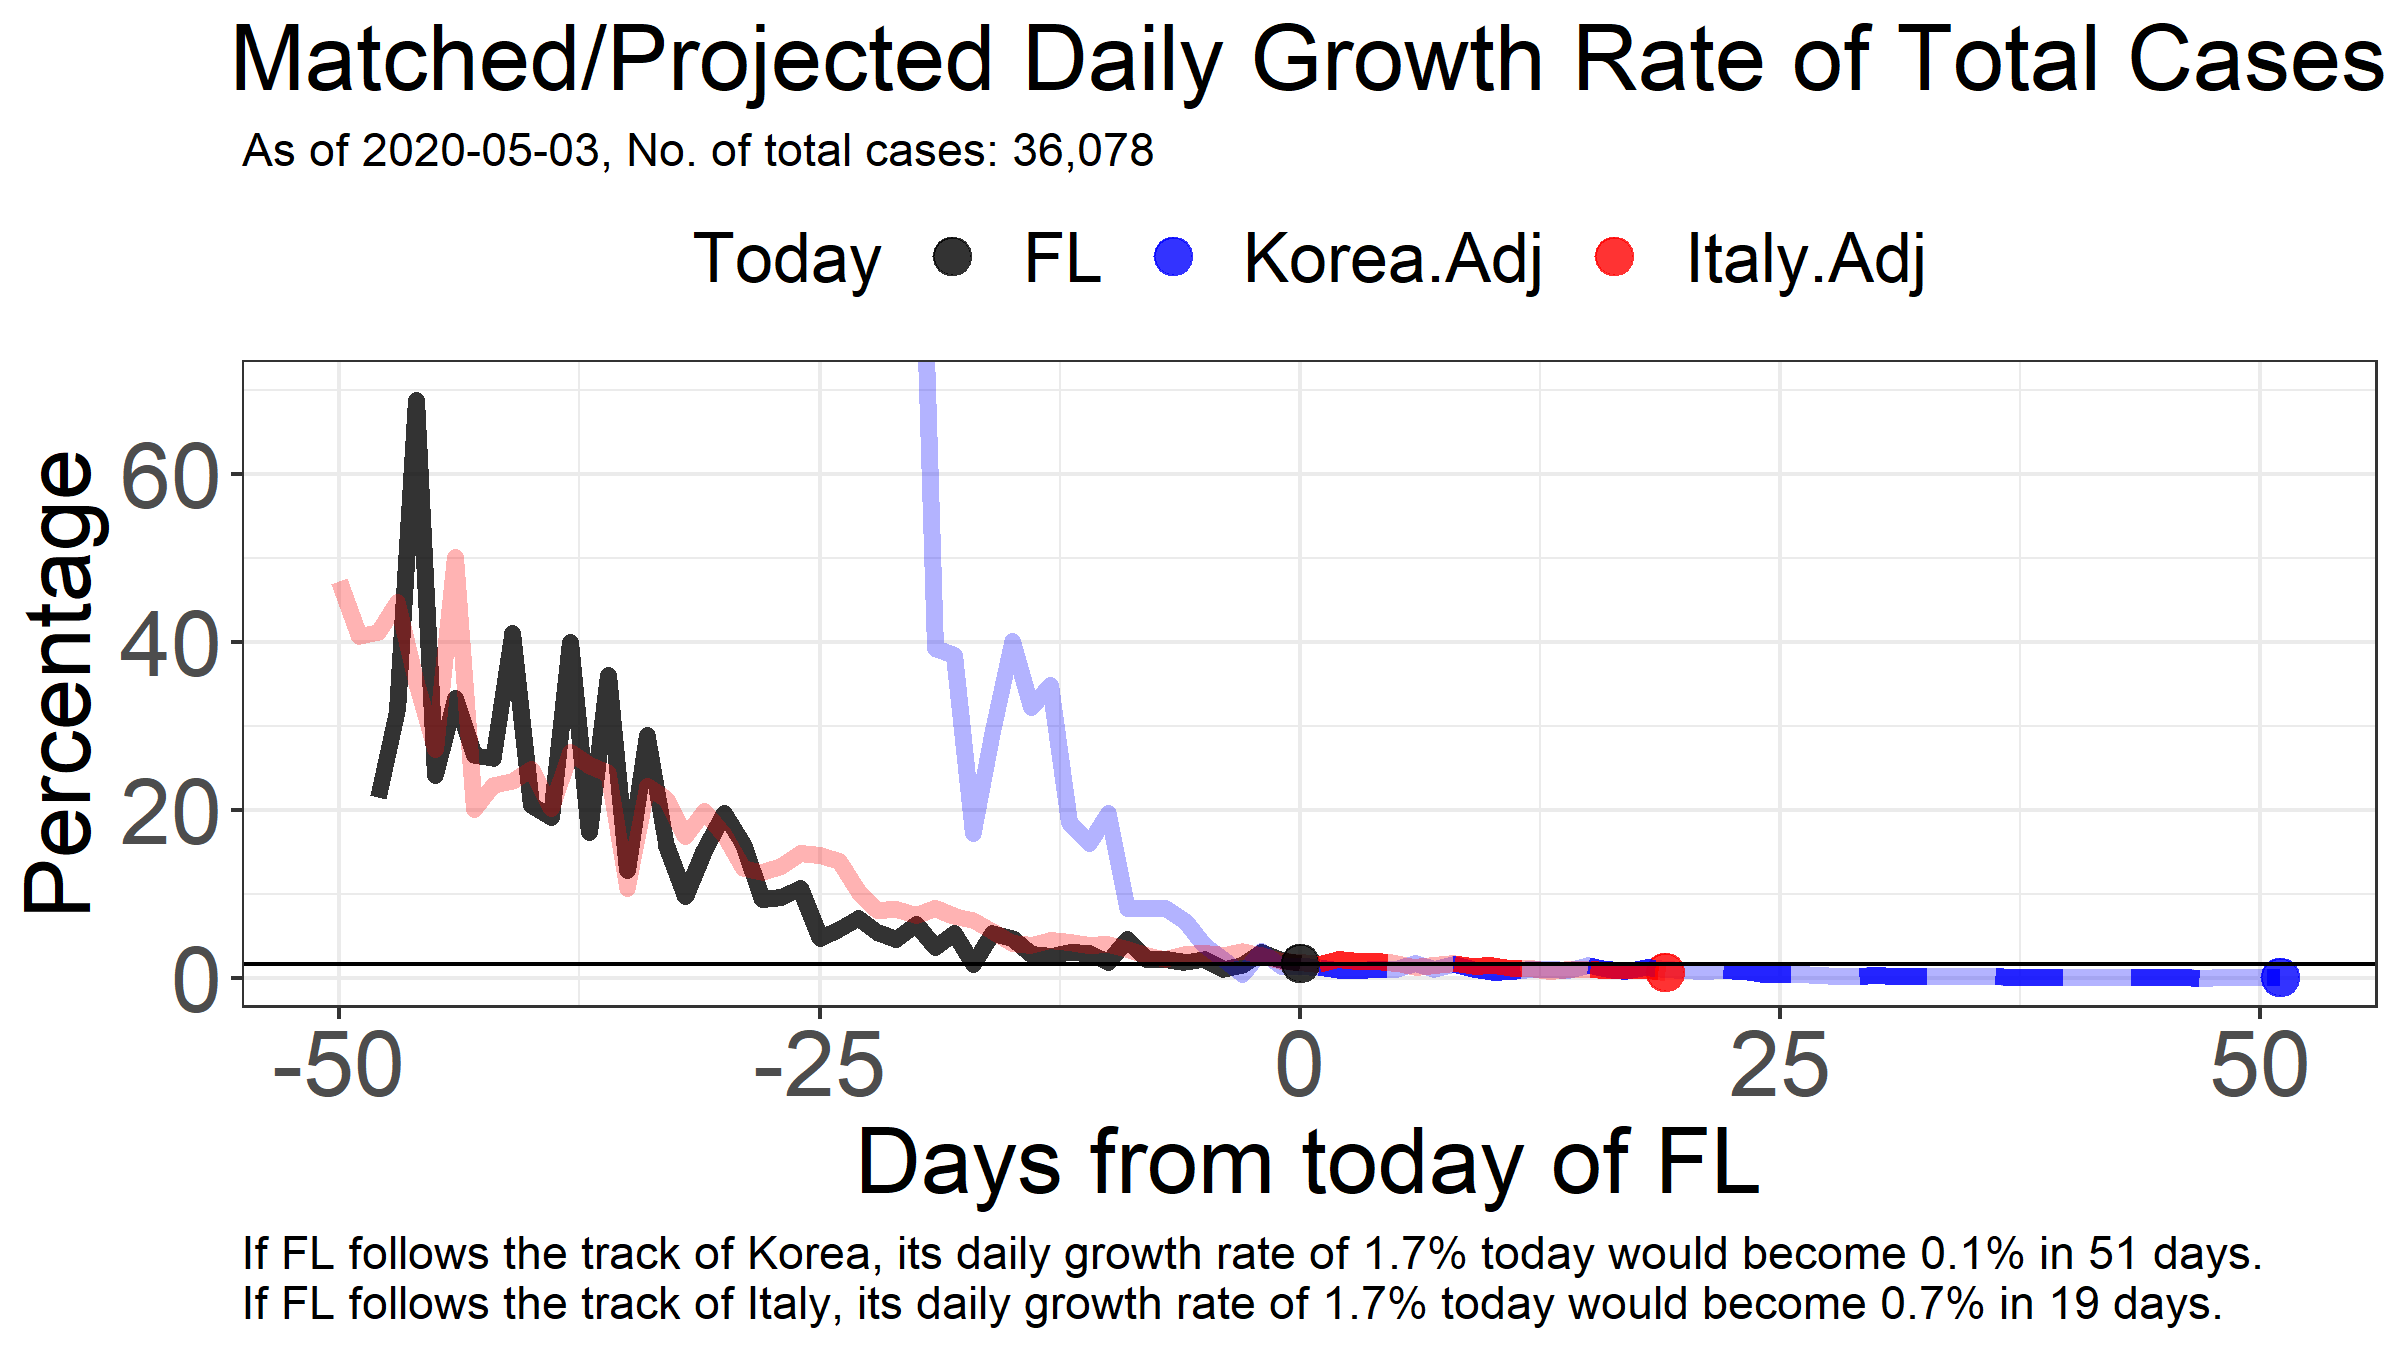 Matched/Projected Daily Growth Rate of Total Cases
As of 2020-05-03, No. of total cases: 36,078
Today FL Korea.Adj Italy.Adj
Percentage
60
40
20
0
-50 -25 0 25 50
Days from today of FL
If FL follows the track of Korea, its daily growth rate of 1.7% today would become 0.1% in 51 days.
If FL follows the track of Italy, its daily growth rate of 1.7% today would become 0.7% in 19 days.